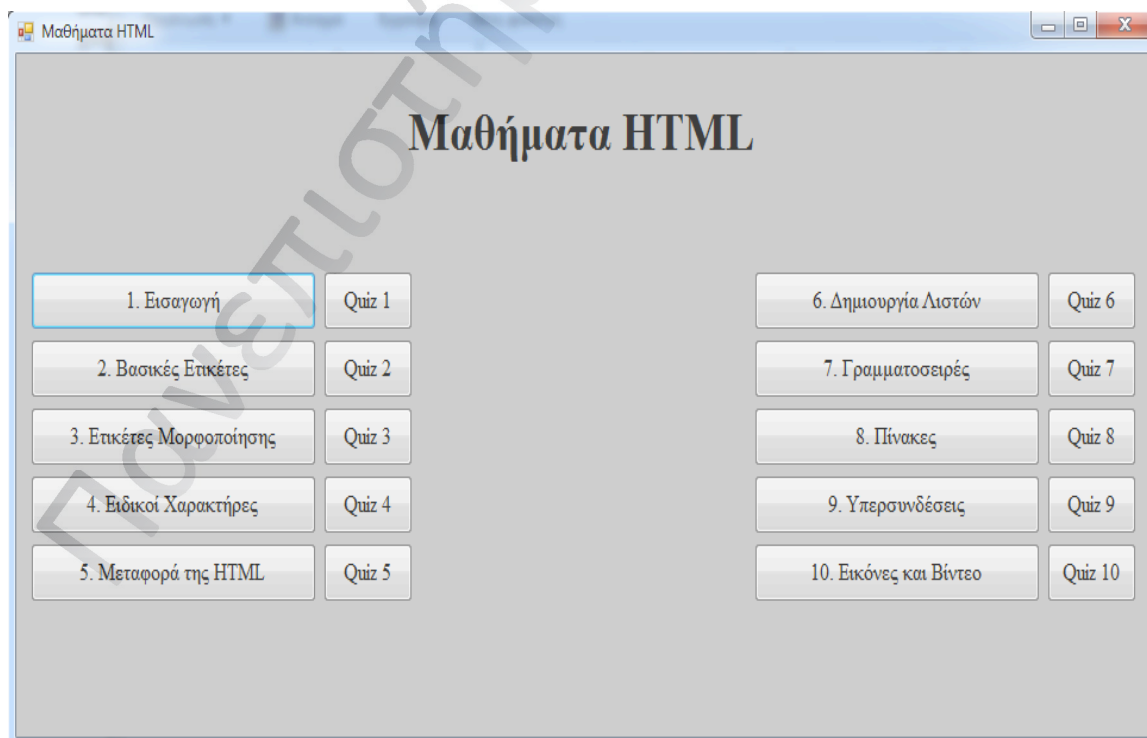 Μαθήματα HTML
Μαθήματα HTML
1. Εισαγωγή
Quiz 1
2. Βασικές Ετικέτες
Quiz 2
3. Ετικέτες Μορφοποίησης
Quiz 3
4. Ειδικοί Χαρακτήρες
Quiz 4
5. Μεταφορά της HTML
Quiz 5
6. Δημιουργία Λιστών
Quiz 6
7. Γραμματοσειρές
Quiz 7
8. Πίνακες
Quiz 8
9. Υπερσυνδέσεις
Quiz 9
10. Εικόνες και Βίντεο
Quiz 10